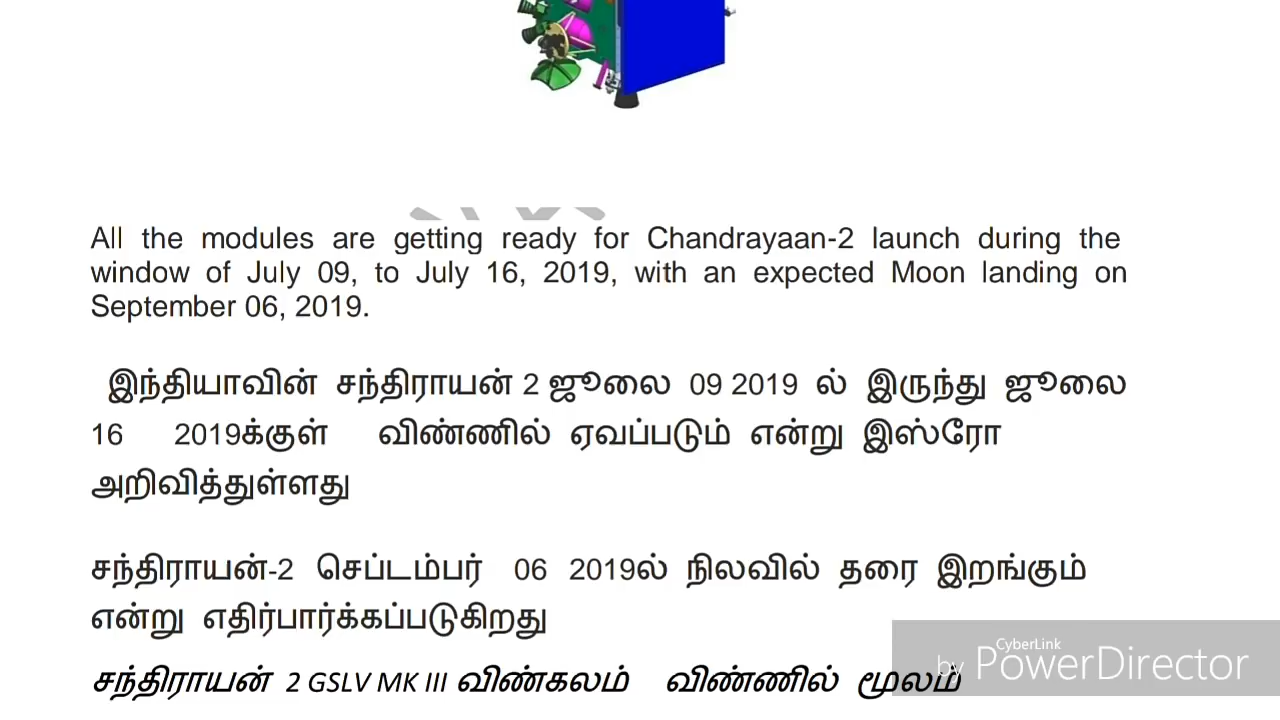 All the modules are getting ready for Chandrayaan-2 launch during the
window of July 09, to July 16, 2019, with an expected Moon landing on
September 06, 2019.
இந்தியாவின் சந்திராயன் 2 ஜூலை 09 2019 ல் இருந்து ஜூலை
16 2019க்குள் விண்ணில் ஏவப்படும் என்று இஸ்ரோ
அறிவித்துள்ளது
சந்திராயன்-2 செப்டம்பர் 06 2019ல் நிலவில் தரை இறங்கும்
என்று எதிர்பார்க்கப்படுகிறது
சந்திராயன் 2 GSLV MK III விண்கலம் விண்ணில் மூலம்
CyberLink
by PowerDirector